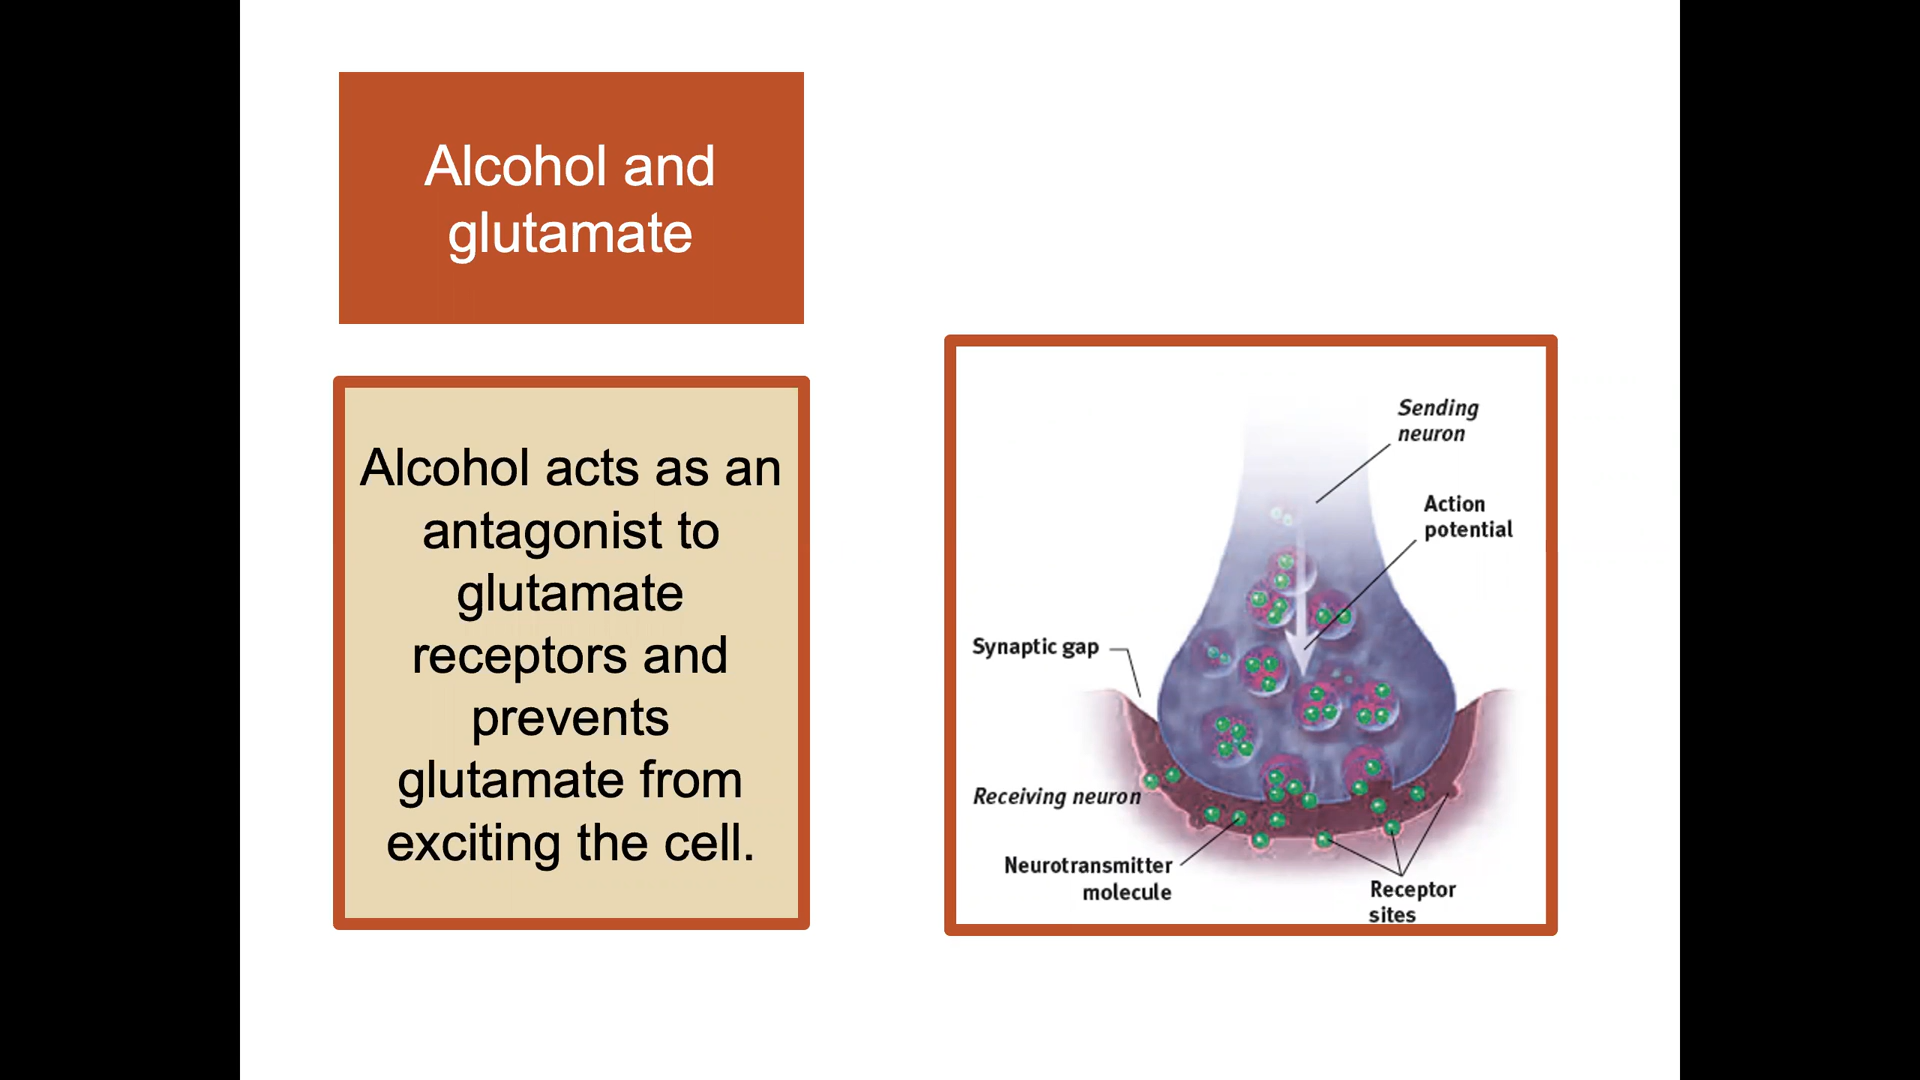 Alcohol and
glutamate
Alcohol acts as an
antagonist to
glutamate
receptors and
prevents
glutamate from
exciting the cell.
Sending
neuron
Action
potential
Synaptic gap
Receiving neuron
Neurotransmitter
molecule
Receptor
sites